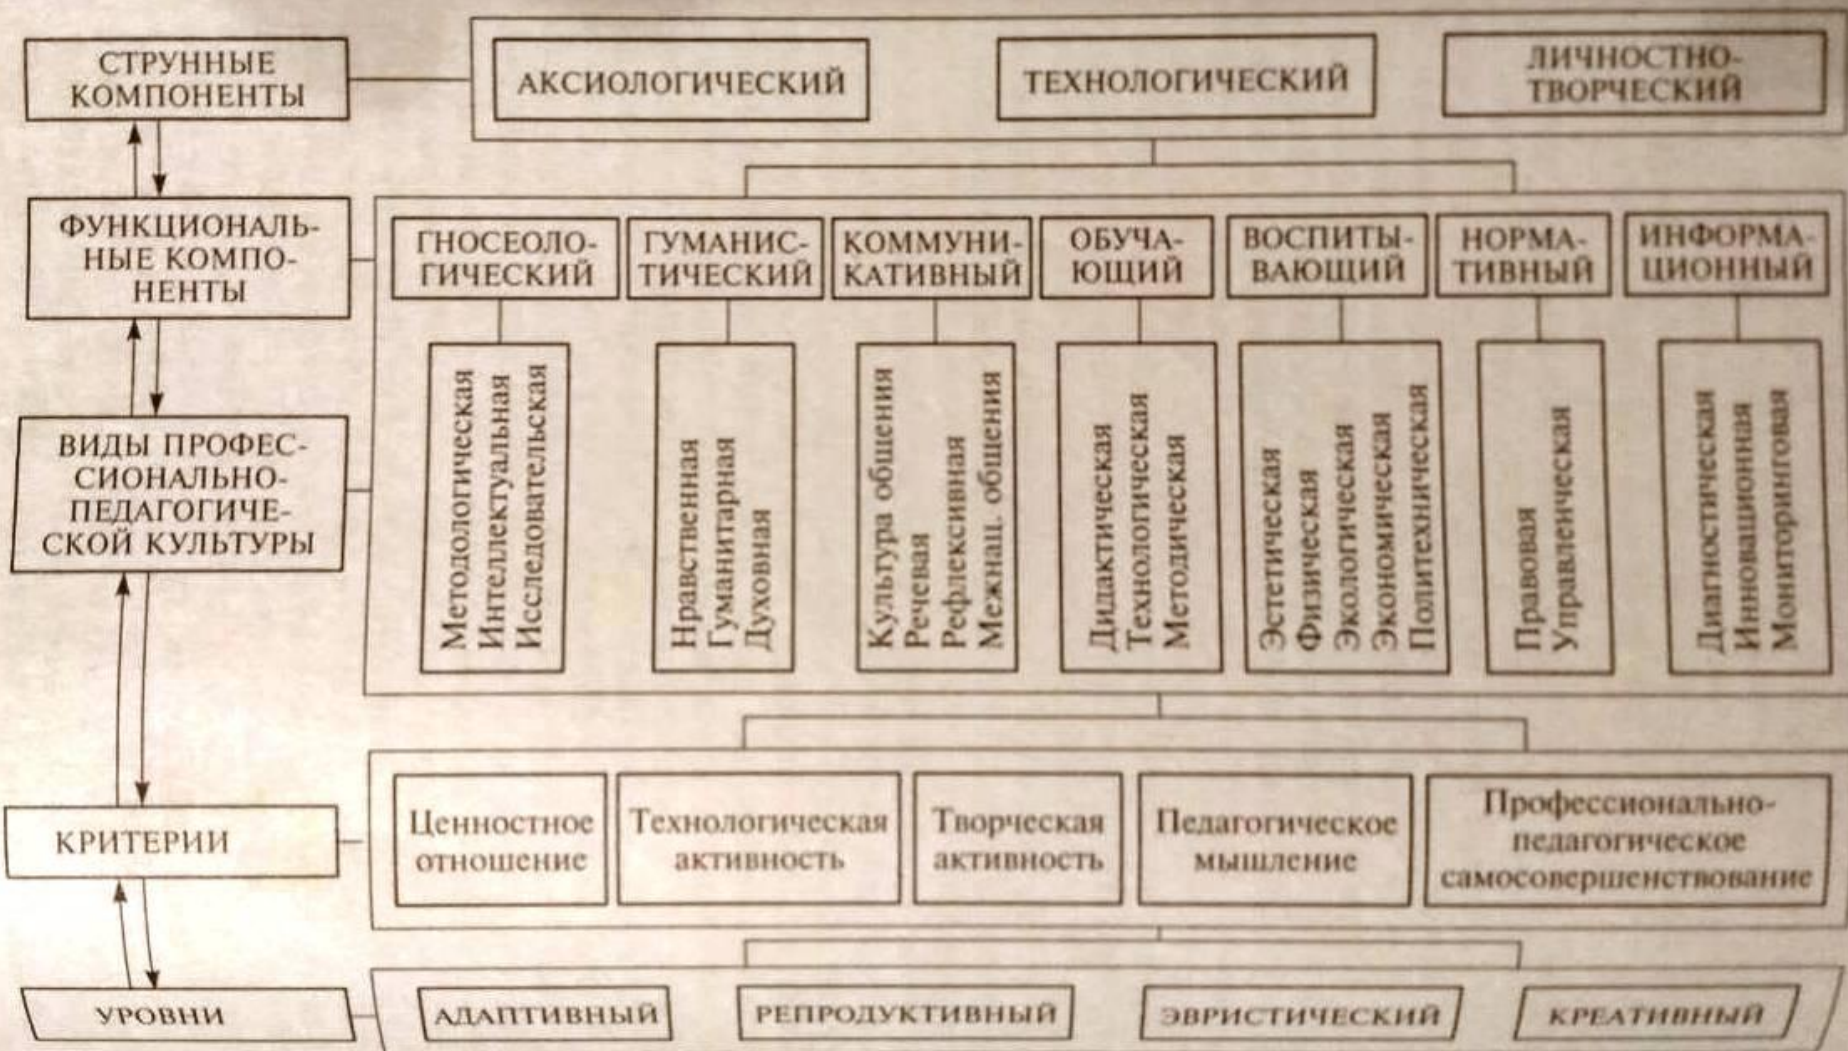 СТРУННЫЕ
КОМПОНЕНТЫ
АКСИОЛОГИЧЕСКИЙ
ТЕХНОЛОГИЧЕСКИЙ
ЛИЧНОСТНО-
ТВОРЧЕСКИЙ
ФУНКЦИОНАЛЬ-
НЫЕ КОМПО-
НЕНТЫ
ГНОСЕОЛО-
ГИЧЕСКИЙ
ГУМАНИС-
ТИЧЕСКИЙ
КОММУНИ-
КАТИВНЫЙ
ОБУЧА-
ЮЩИЙ
ВОСПИТЫ-
ВАЮЩИЙ
НОРМА-
ТИВНЫЙ
ИНФОРМА-
ЦИОННЫЙ
ВИДЫ ПРОФЕС-
СИОНАЛЬНО-
ПЕДАГОГИЧЕ-
СКОЙ КУЛЬТУРЫ
Методологическая
Интеллектуальная
Исследовательская
Нравственная
Гуманитарная
Духовная
Культура общения
Речевая
Рефлексивная
Межнац. общения
Дидактическая
Технологическая
Методическая
Эстетическая
Физическая
Экологическая
Экономическая
Политехническая
Правовая
Управленческая
Диагностическая
Инновационная
Мониторинговая
КРИТЕРИИ
Ценностное
отношение
Технологическая
активность
Творческая
активность
Педагогическое
мышление
Профессионально-
педагогическое
самосовершенствование
УРОВНИ
АДАПТИВНЫЙ
РЕПРОДУКТИВНЫЙ
ЭВРИСТИЧЕСКИЙ
КРЕАТИВНЫЙ